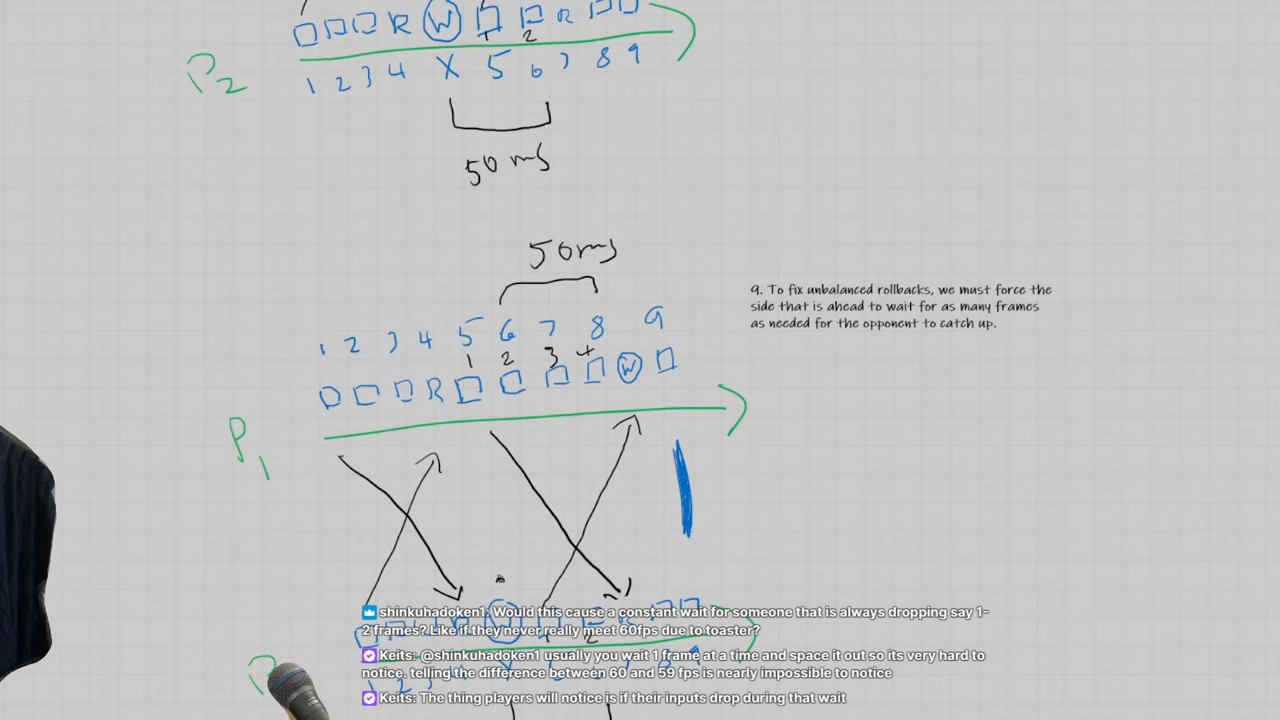 R W
1 2
P2
1 2 3 4 X 5 6 7 8 9
50 ms
50ms
1 2 3 4 5 6 7 8 9
1 2 3 4
R W
P1
9. To fix unbalanced rollbacks, we must force the
side that is ahead to wait for as many frames
as needed for the opponent to catch up.
shinkuhadoken1: Would this cause a constant wait for someone that is always dropping say 1-
2 frames? Like if they never really meet 60fps due to toaster?
Keits: @shinkuhadoken1 usually you wait 1 frame at a time and space it out so its very hard to
notice. telling the difference between 60 and 59 fps is nearly impossible to notice
Keits: The thing players will notice is if their inputs drop during that wait